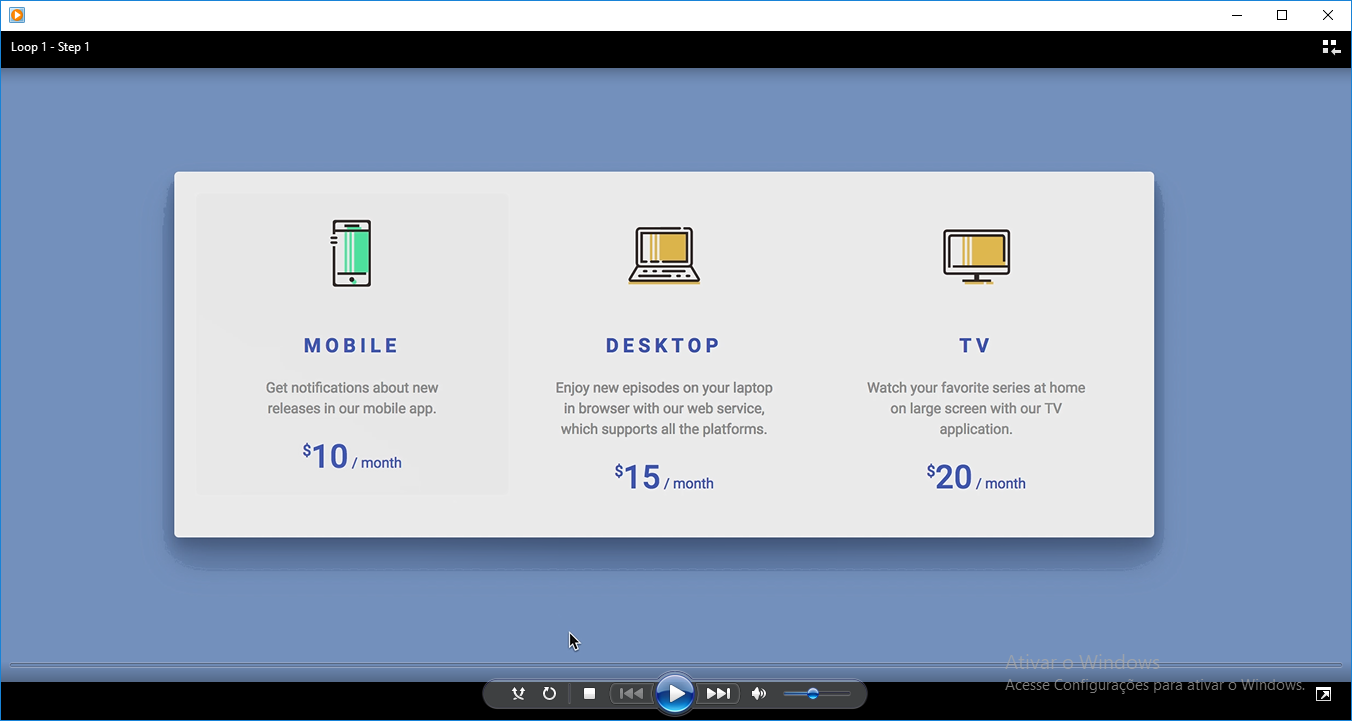 Loop 1 - Step 1
MOBILE
Get notifications about new
releases in our mobile app.
$10 / month
DESKTOP
Enjoy new episodes on your laptop
in browser with our web service,
which supports all the platforms.
$15 / month
TV
Watch your favorite series at home
on large screen with our TV
application.
$20 / month
Ativar o Windows
Acesse Configurações para ativar o Windows.